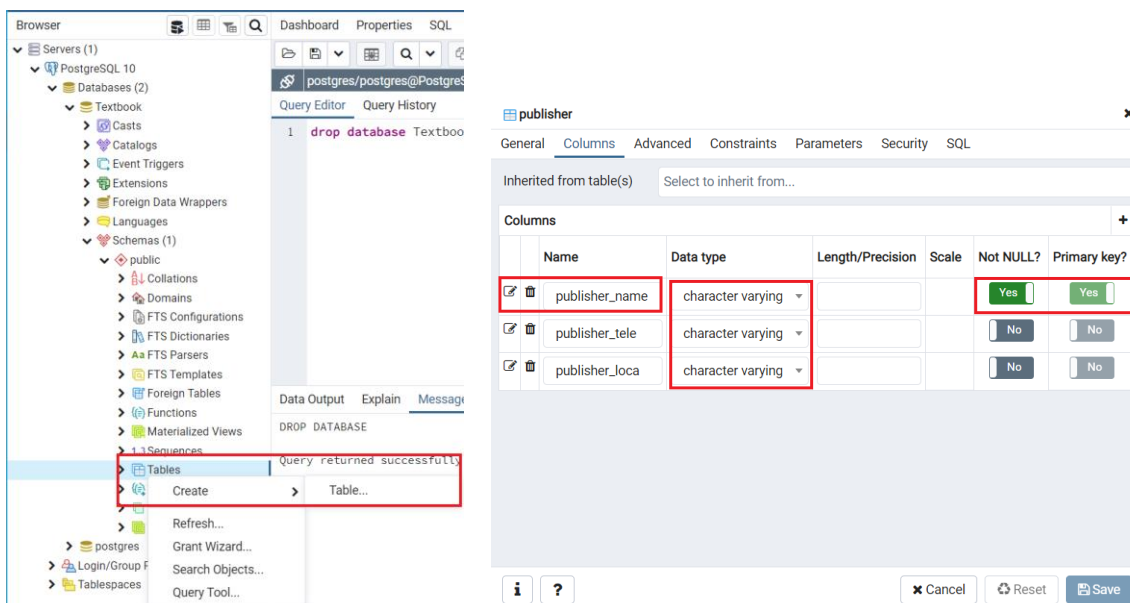 Browser
Servers (1)
PostgreSQL 10
Databases (2)
Textbook
Casts
Catalogs
Event Triggers
Extensions
Foreign Data Wrappers
Languages
Schemas (1)
public
Collations
Domains
FTS Configurations
FTS Dictionaries
Aa FTS Parsers
FTS Templates
Foreign Tables
Functions
Materialized Views
1..3 Sequences
Tables
Create
Table...
Refresh...
Grant Wizard...
Search Objects...
Query Tool...
postgres
Login/Group
Tablespaces
Dashboard Properties SQL
postgres/postgres@PostgreS
Query Editor Query History
1 drop database Textboo
Data Output Explain Message
DROP DATABASE
Query returned successfully
publisher
General Columns Advanced Constraints Parameters Security SQL
Inherited from table(s) Select to inherit from...
Columns +
Name Data type Length/Precision Scale Not NULL? Primary key?
publisher_name character varying Yes Yes
publisher_tele character varying No No
publisher_loca character varying No No
i ? Cancel Reset Save